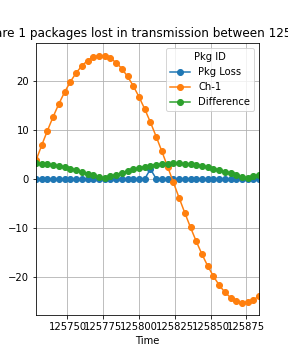 are 1 packages lost in transmission between 125
Pkg ID
Pkg Loss
Ch-1
Difference
20
10
0
−10
−20
125750
125775
125800
125825
125850
125875
Time